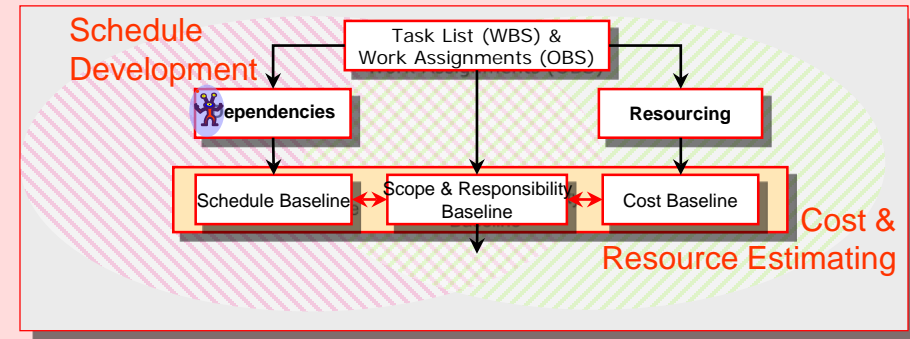 Schedule
Development
Task List (WBS) &
Work Assignments (OBS)
ependencies
Resourcing
Schedule Baseline
Scope & Responsibility
Baseline
Cost Baseline
Cost &
Resource Estimating